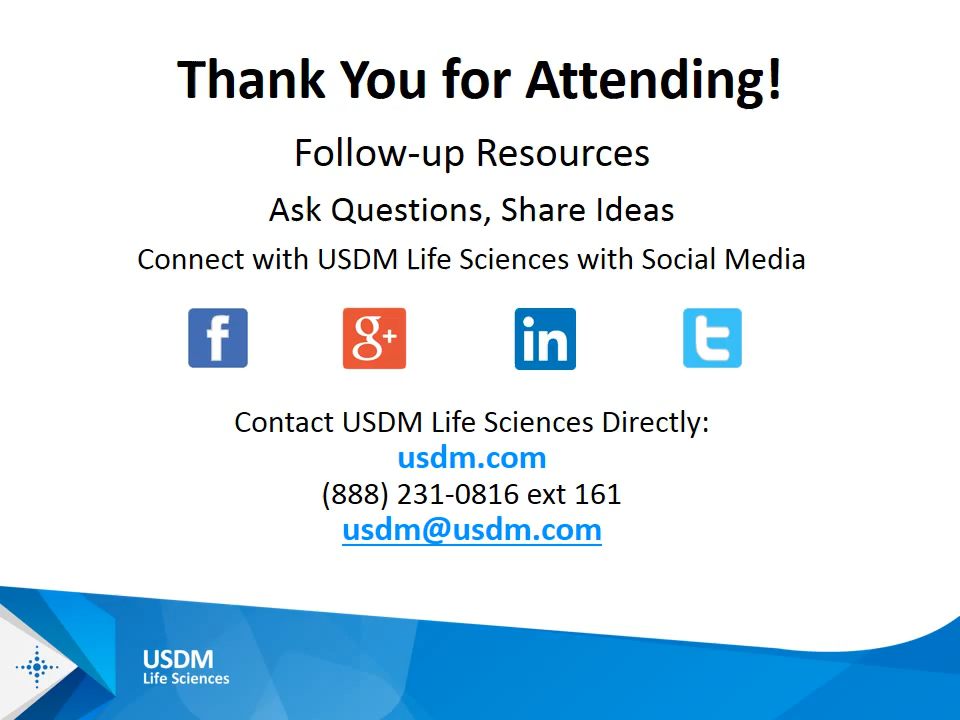 Thank You for Attending!
Follow-up Resources
Ask Questions, Share Ideas
Connect with USDM Life Sciences with Social Media
f g+ in t
Contact USDM Life Sciences Directly:
usdm.com
(888) 231-0816 ext 161
usdm@usdm.com
USDM
Life Sciences